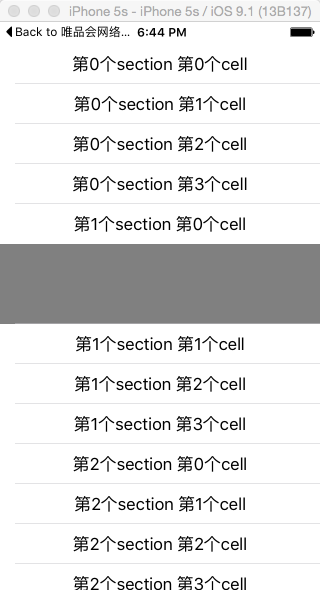 iPhone 5s - iPhone 5s / iOS 9.1 (13B137)
Back to 唯品会网络... 6:44 PM
第0个section 第0个cell
第0个section 第1个cell
第0个section 第2个cell
第0个section 第3个cell
第1个section 第0个cell
第1个section 第1个cell
第1个section 第2个cell
第1个section 第3个cell
第2个section 第0个cell
第2个section 第1个cell
第2个section 第2个cell
第2个section 第3个cell